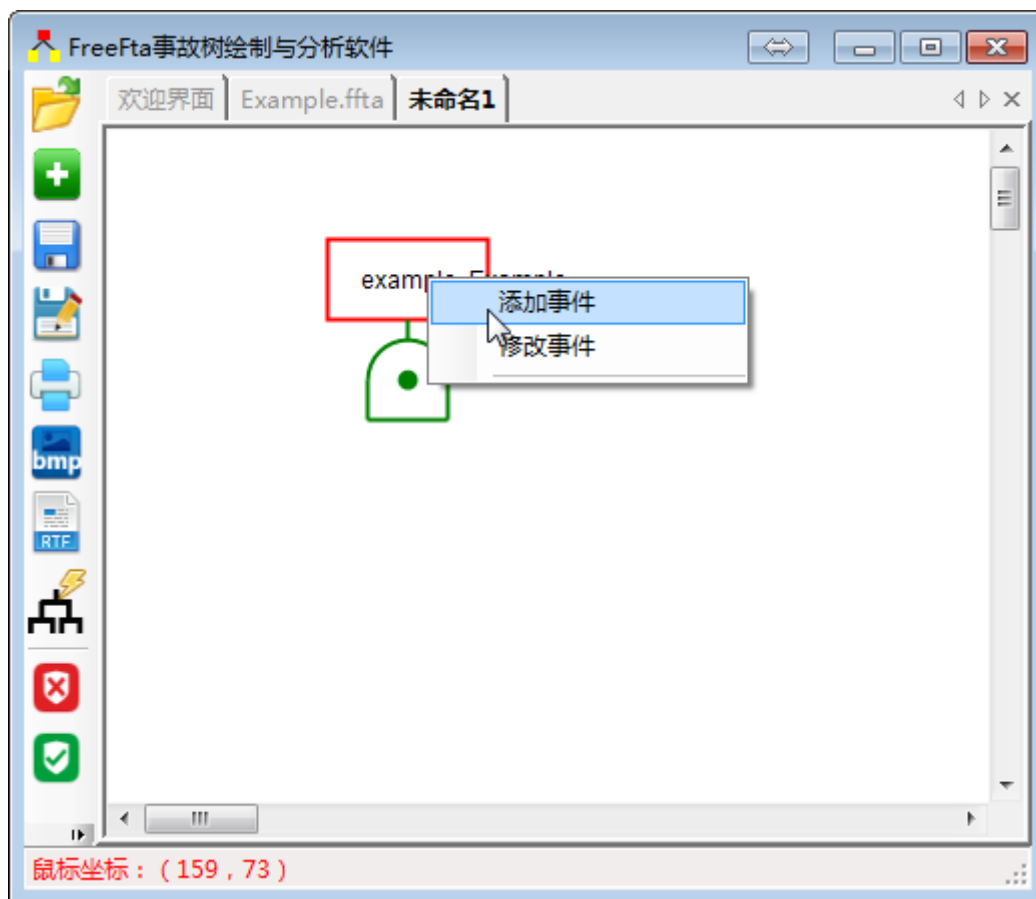 FreeFta事故树绘制与分析软件
欢迎界面 Example.ffta 未命名1
添加事件
修改事件
bmp
RTF
鼠标坐标：( 159 , 73 )